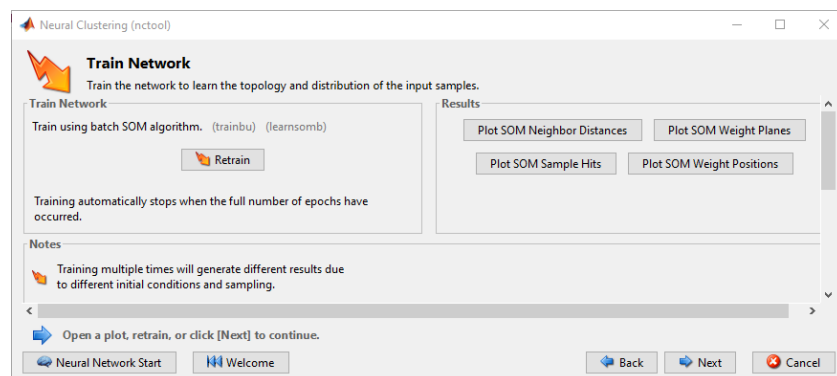 Neural Clustering (nctool)
Train Network
Train the network to learn the topology and distribution of the input samples.
Train Network
Train using batch SOM algorithm. (trainbu) (learnsomb)
Retrain
Training automatically stops when the full number of epochs have
occurred.
Results
Plot SOM Neighbor Distances
Plot SOM Weight Planes
Plot SOM Sample Hits
Plot SOM Weight Positions
Notes
Training multiple times will generate different results due
to different initial conditions and sampling.
Open a plot, retrain, or click [Next] to continue.
Neural Network Start
Welcome
Back
Next
Cancel